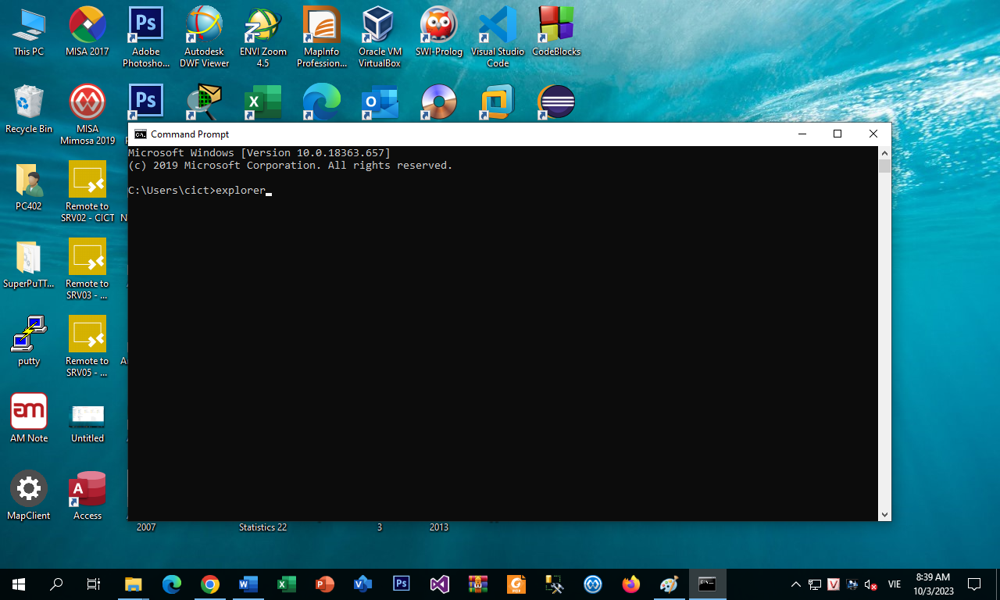 This PC
MISA 2017
Adobe
Photosho...
Autodesk
DWF Viewer
ENVI Zoom
4.5
MapInfo
Profession...
Oracle VM
VirtualBox
SWI-Prolog
Visual Studio
Code
CodeBlocks
Recycle Bin
MISA
Mimosa 2019
Command Prompt
Microsoft Windows [Version 10.0.18363.657]
(c) 2019 Microsoft Corporation. All rights reserved.
C:\Users\cict>explorer
PC402
Remote to
SRV02 - CICT
SuperPuTT...
Remote to
SRV03 - ...
putty
Remote to
SRV05 - ...
AM Note
Untitled
MapClient
Access
2007
Statistics 22
3
2013
VIE
8:39 AM
10/3/2023